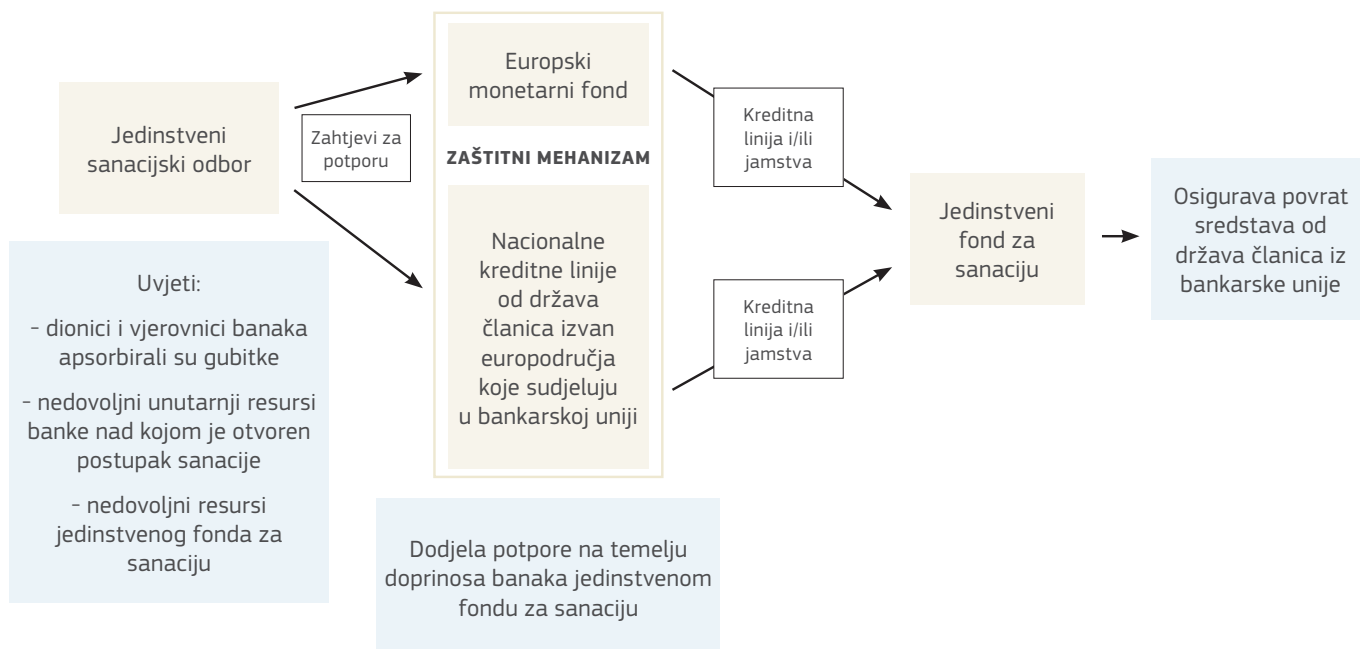 Jedinstveni
sanacijski odbor
Zahtjevi za
potporu
Europski
monetarni fond
ZAŠTITNI MEHANIZAM
Nacionalne
kreditne linije
od država
članica izvan
europodručja
koje sudjeluju
u bankarskoj uniji
Kreditna
linija i/ili
jamstva
Kreditna
linija i/ili
jamstva
Jedinstveni
fond za
sanaciju
Osigurava povrat
sredstava od
država članica iz
bankarske unije
Uvjeti:
- dionici i vjerovnici banaka
apsorbirali su gubitke
- nedovoljni unutarnji resursi
banke nad kojom je otvoren
postupak sanacije
- nedovoljni resursi
jedinstvenog fonda za
sanaciju
Dodjela potpore na temelju
doprinosa banaka jedinstvenom
fondu za sanaciju